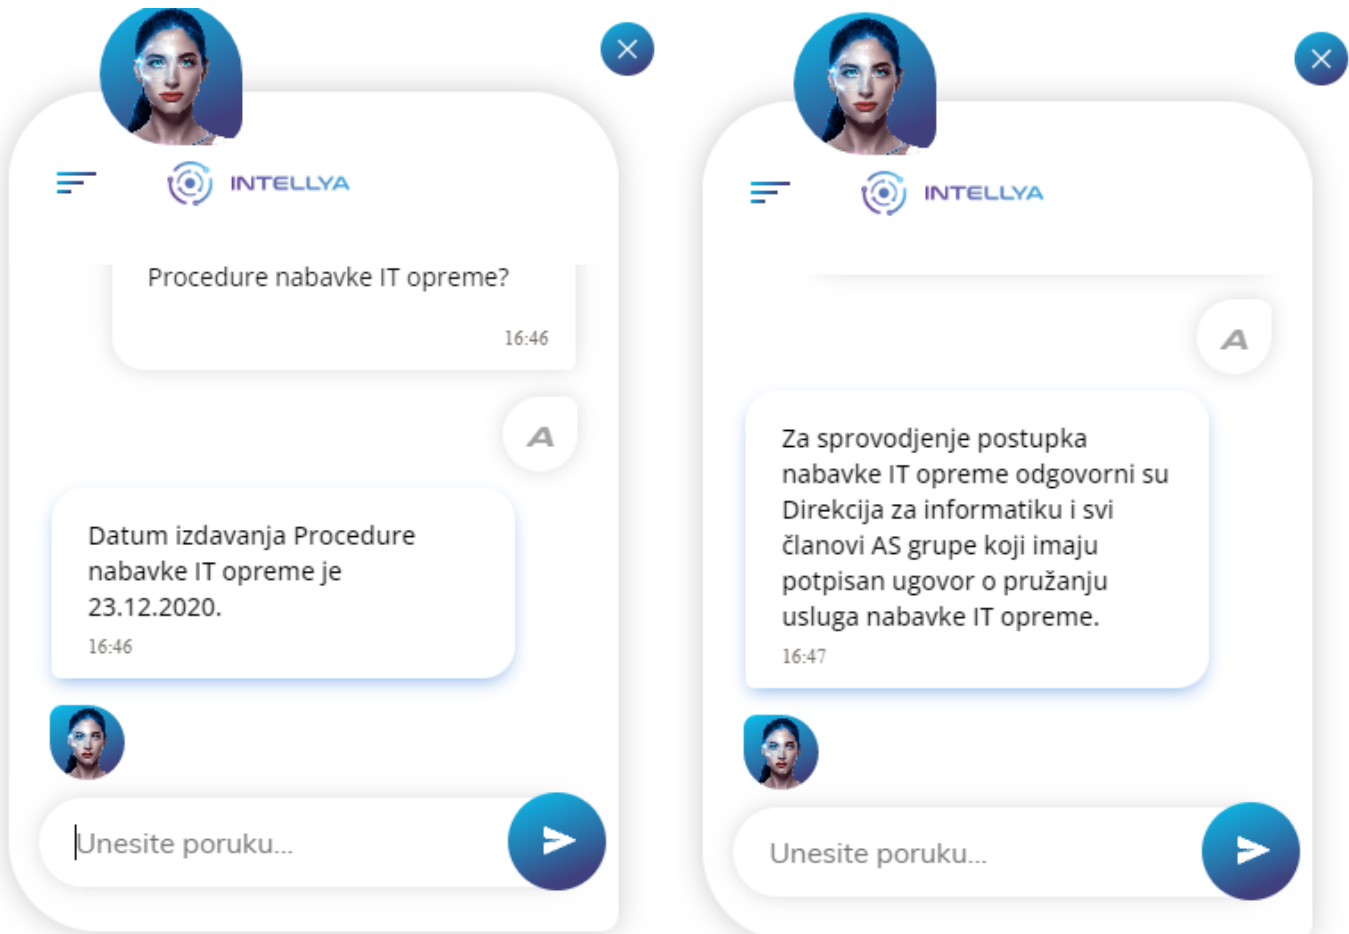 INTELLYA
Procedure nabavke IT opreme?
16:46
A
Datum izdavanja Procedure
nabavke IT opreme je
23.12.2020.
16:46
Unesite poruku...
INTELLYA
A
Za sprovodjenje postupka
nabavke IT opreme odgovorni su
Direkcija za informatiku i svi
članovi AS grupe koji imaju
potpisan ugovor o pružanju
usluga nabavke IT opreme.
16:47
Unesite poruku...